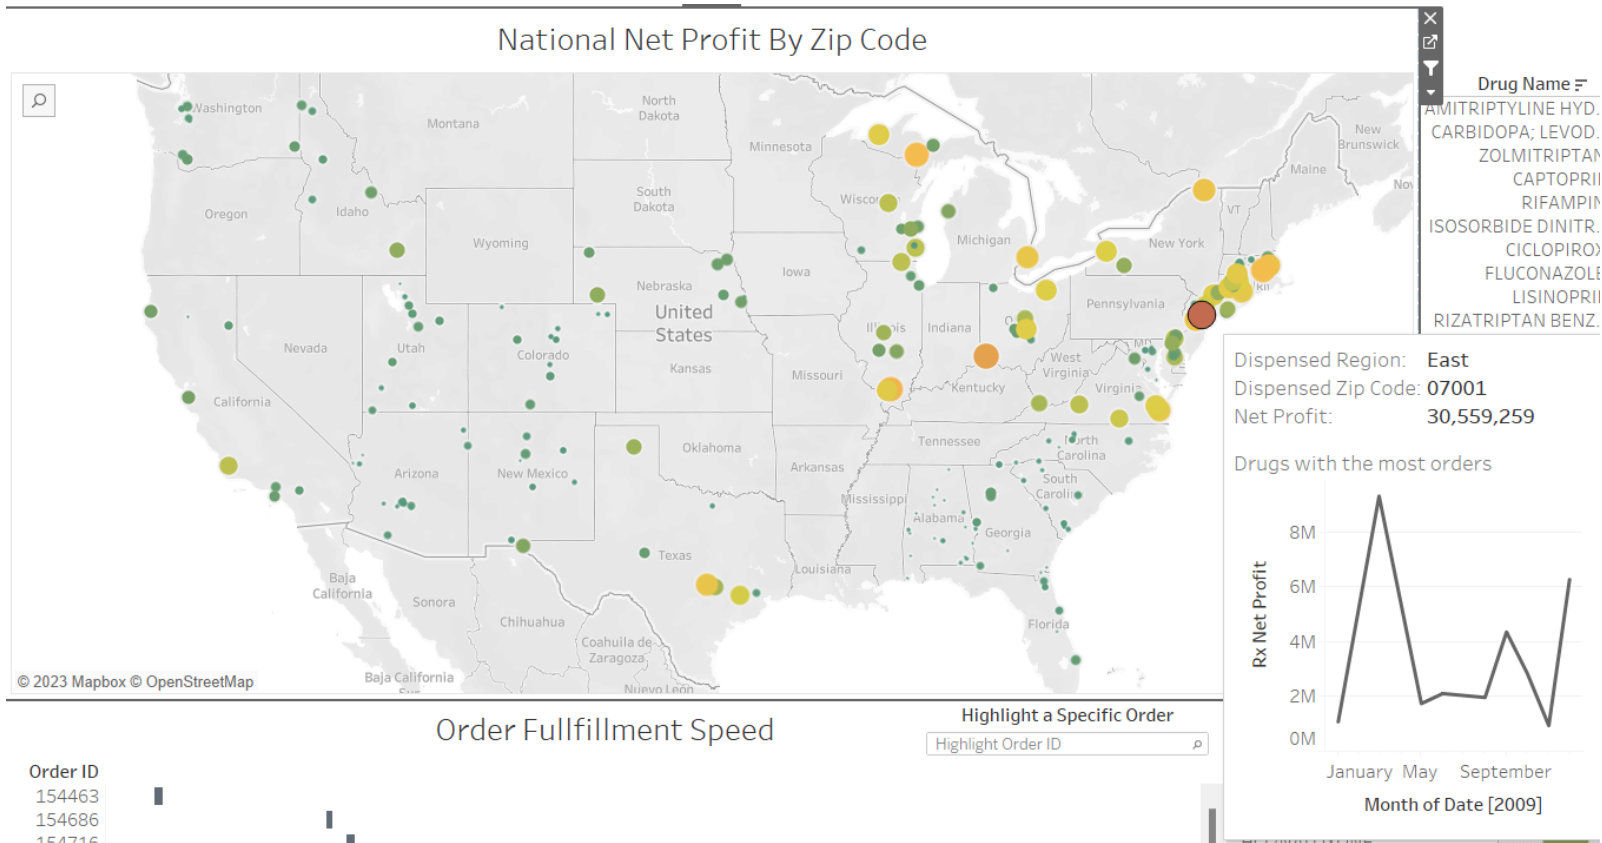 National Net Profit By Zip Code
Drug Name
AMITRIPTYLINE HYD.
CARBIDOPA; LEVOD.
ZOLMITRIPTAN
CAPTOPRIL
RIFAMPIN
ISOSORBIDE DINITR.
CICLOPIROX
FLUCONAZOLE
LISINOPRIL
RIZATRIPTAN BENZ.
Washington
Montana
North
Dakota
Minnesota
New
Brunswick
Maine
Oregon
Idaho
South
Dakota
VT
Wyoming
Michigan
New York
Iowa
Nebraska
Pennsylvania
United
States
Illinois
Indiana
Nevada
Utah
Colorado
Kansas
Missouri
West
Virginia
Kentucky
Virginia
California
Oklahoma
Tennessee
North
Carolina
Arizona
New Mexico
Arkansas
Mississippi
South
Alabama
Georgia
Texas
Louisiana
Baja
California
Sonora
Chihuahua
Florida
Coahuila de
Zaragoza
Baja California
Nuevo León
© 2023 Mapbox © OpenStreetMap
Dispensed Region: East
Dispensed Zip Code: 07001
Net Profit: 30,559,259
Drugs with the most orders
8M
6M
4M
2M
0M
Rx Net Profit
January May September
Month of Date [2009]
Order Fullfillment Speed
Highlight a Specific Order
Highlight Order ID
Order ID
154463
154686
154716